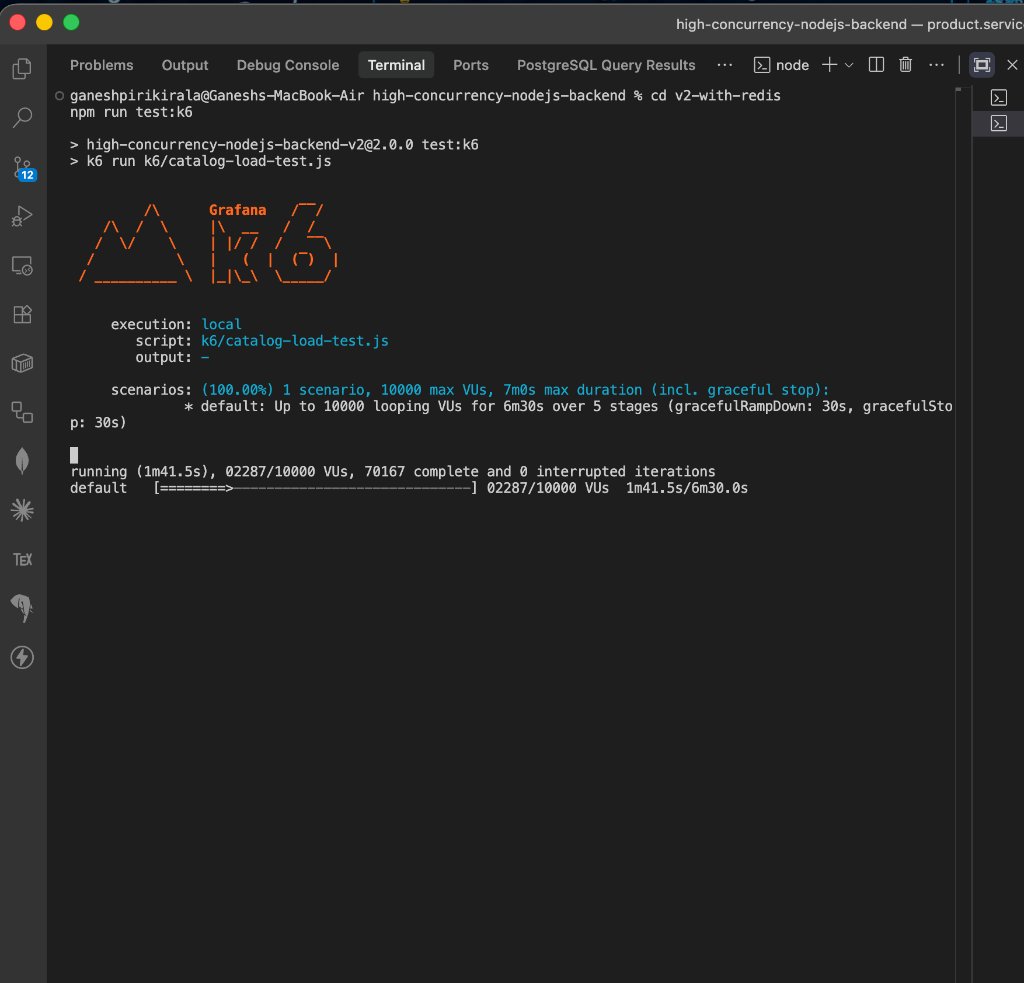 high-concurrency-nodejs-backend — product.servic
Problems Output Debug Console Terminal Ports PostgreSQL Query Results ··· node
ganeshpirikirala@Ganeshs-MacBook-Air high-concurrency-nodejs-backend % cd v2-with-redis
npm run test:k6
> high-concurrency-nodejs-backend-v2@2.0.0 test:k6
> k6 run k6/catalog-load-test.js
Grafana
execution: local
script: k6/catalog-load-test.js
output: -
scenarios: (100.00%) 1 scenario, 10000 max VUs, 7m0s max duration (incl. graceful stop):
* default: Up to 10000 looping VUs for 6m30s over 5 stages (gracefulRampDown: 30s, gracefulSto
p: 30s)
running (1m41.5s), 02287/10000 VUs, 70167 complete and 0 interrupted iterations
default [========>-----------------------------] 02287/10000 VUs 1m41.5s/6m30.0s
12
TEX